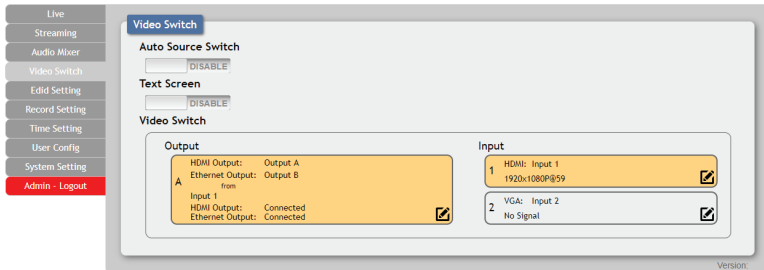 Live
Streaming
Audio Mixer
Video Switch
Edid Setting
Record Setting
Time Setting
User Config
System Setting
Admin - Logout
Video Switch
Auto Source Switch
DISABLE
Text Screen
DISABLE
Video Switch
Output
A
HDMI Output: Output A
Ethernet Output: Output B
from
Input 1
HDMI Output: Connected
Ethernet Output: Connected
Input
1
HDMI: Input 1
1920x1080P@59
2
VGA: Input 2
No Signal
Version: